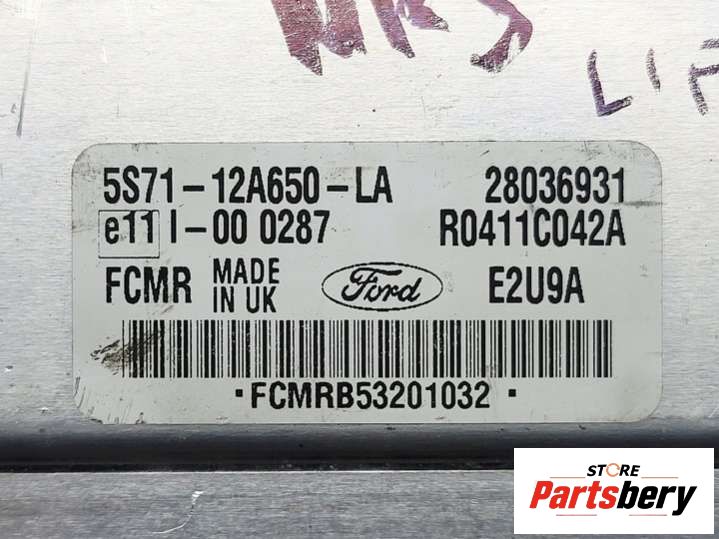 5S71-12A650-LA 28036931
e11 I-00 0287 R0411C042A
FCMR MADE IN UK Ford E2U9A
· FCMRB53201032 ·
STORE
Partsbery